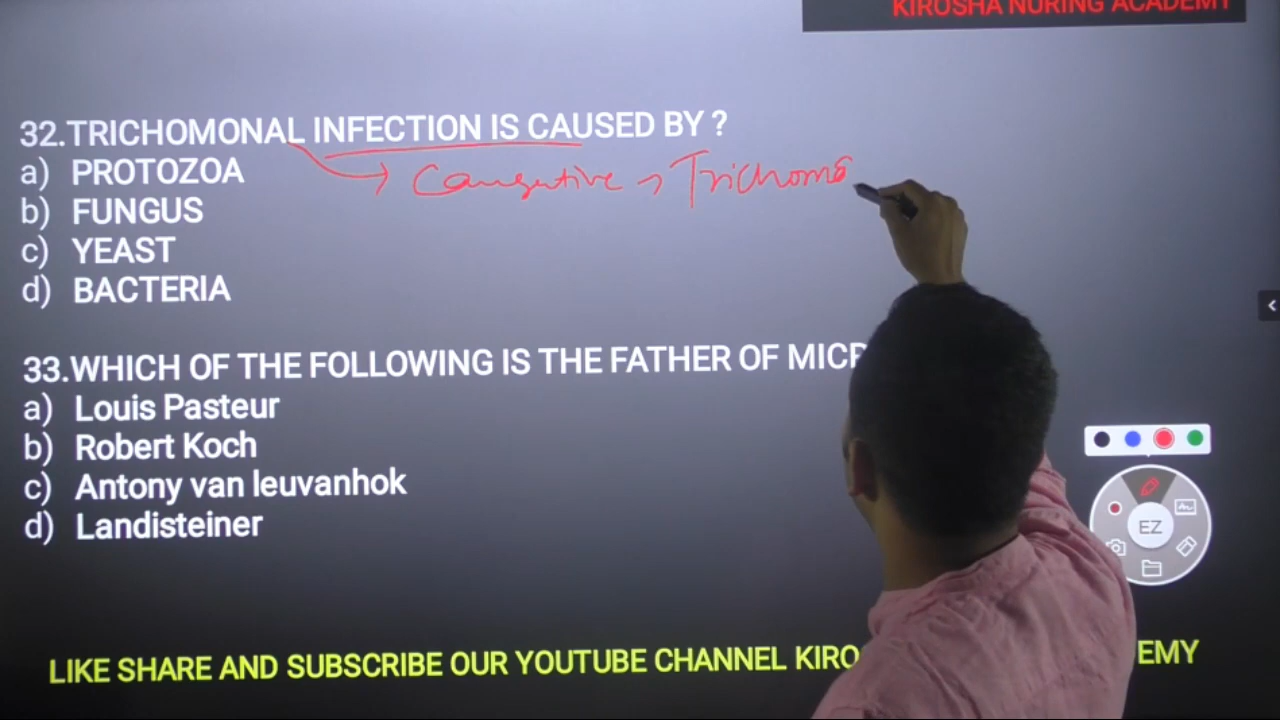 KIROSHA NURING ACADEMY
32.TRICHOMONAL INFECTION IS CAUSED BY ?
a) PROTOZOA
Causutive → Trichomo
b) FUNGUS
c) YEAST
d) BACTERIA
33.WHICH OF THE FOLLOWING IS THE FATHER OF MICR
a) Louis Pasteur
b) Robert Koch
c) Antony van leuvanhok
d) Landisteiner
EZ
LIKE SHARE AND SUBSCRIBE OUR YOUTUBE CHANNEL KIRO EMY